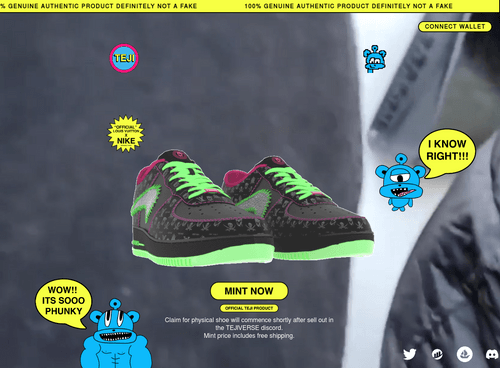 % GENUINE AUTHENTIC PRODUCT DEFINITELY NOT A FAKE
100% GENUINE AUTHENTIC PRODUCT DEFINITELY NOT A FAKE
CONNECT WALLET
TEJI
"OFFICIAL"
LOUIS VUITTON
X
NIKE
I KNOW
RIGHT!!!
WOW!!
ITS SOOO
PHUNKY
MINT NOW
OFFICIAL TEJI PRODUCT
Claim for physical shoe will commence
shortly after sell out in
the TEJIVERSE discord.
Mint price includes free shipping.